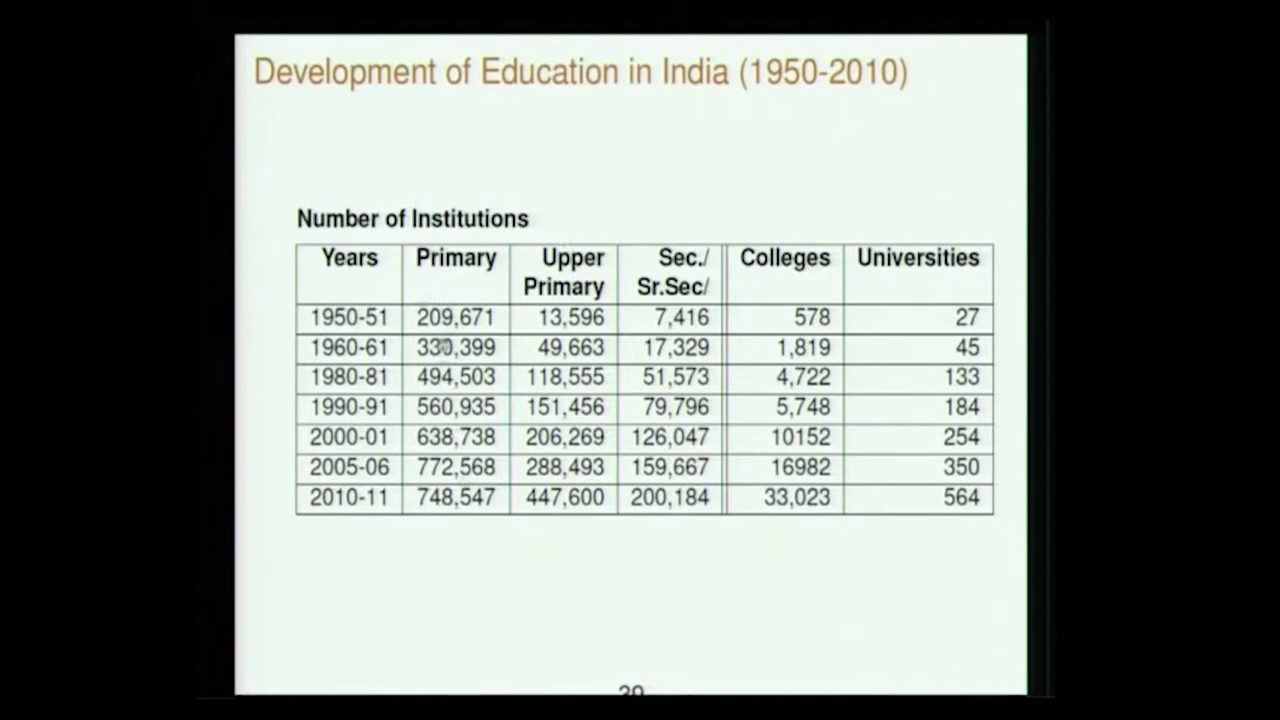 Development of Education in India (1950-2010)
Number of Institutions
Years Primary Upper Primary Sec./ Sr.Sec/ Colleges Universities
1950-51 209,671 13,596 7,416 578 27
1960-61 330,399 49,663 17,329 1,819 45
1980-81 494,503 118,555 51,573 4,722 133
1990-91 560,935 151,456 79,796 5,748 184
2000-01 638,738 206,269 126,047 10152 254
2005-06 772,568 288,493 159,667 16982 350
2010-11 748,547 447,600 200,184 33,023 564